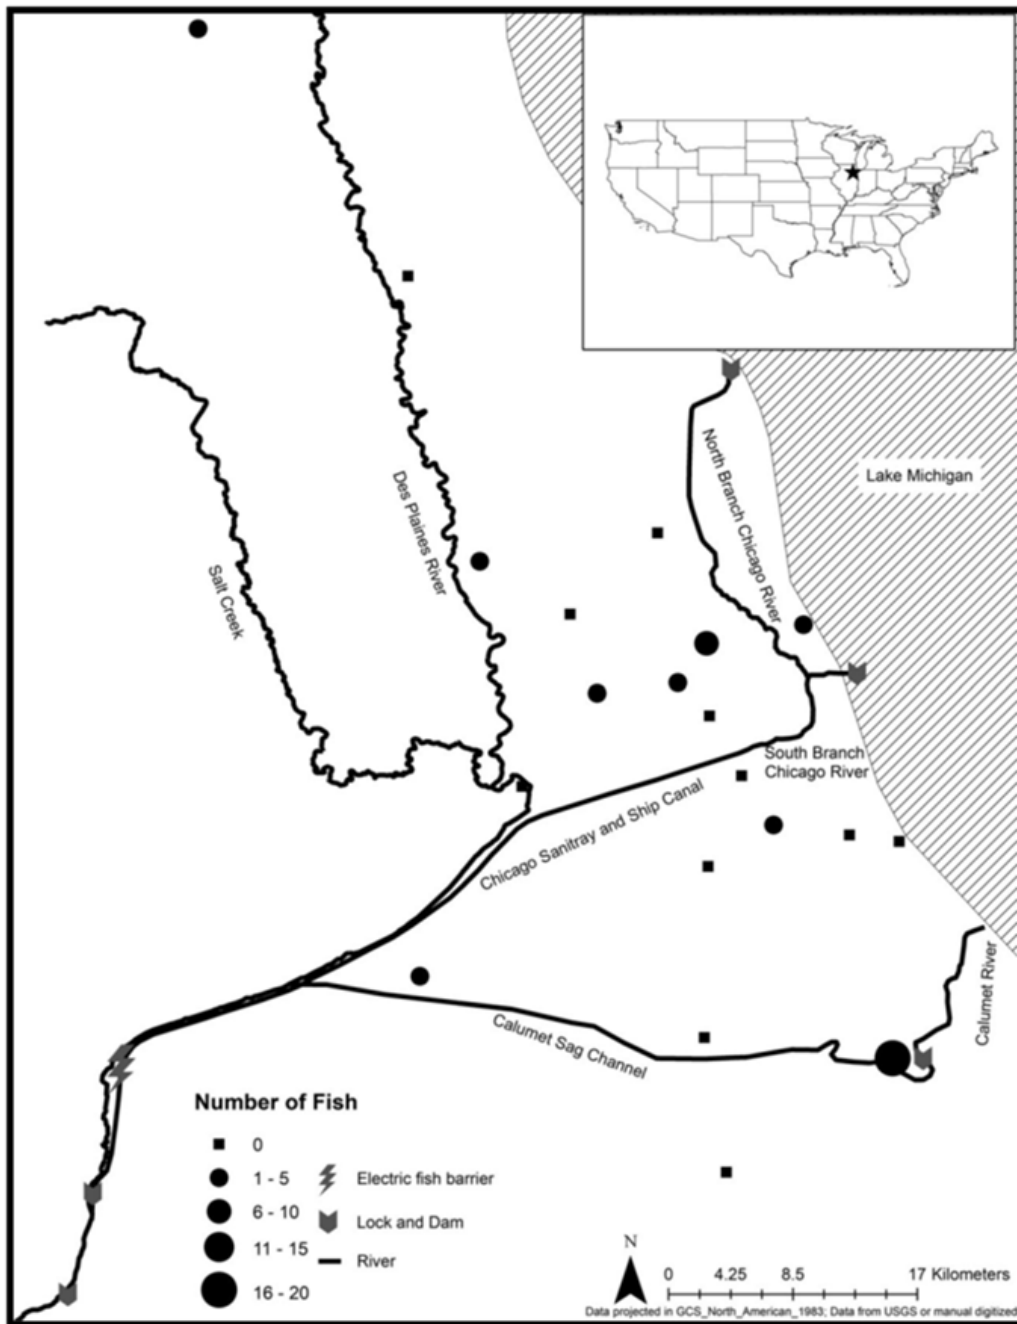 Lake Michigan
North Branch Chicago River
Des Plaines River
Salt Creek
South Branch
Chicago River
Chicago Sanitray and Ship Canal
Calumet River
Calumet Sag Channel
Number of Fish
0
1 - 5
Electric fish barrier
6 - 10
Lock and Dam
11 - 15
River
16 - 20
N
0 4.25 8.5 17 Kilometers
Data projected in GCS_North_American_1983; Data from USGS or manual digitized